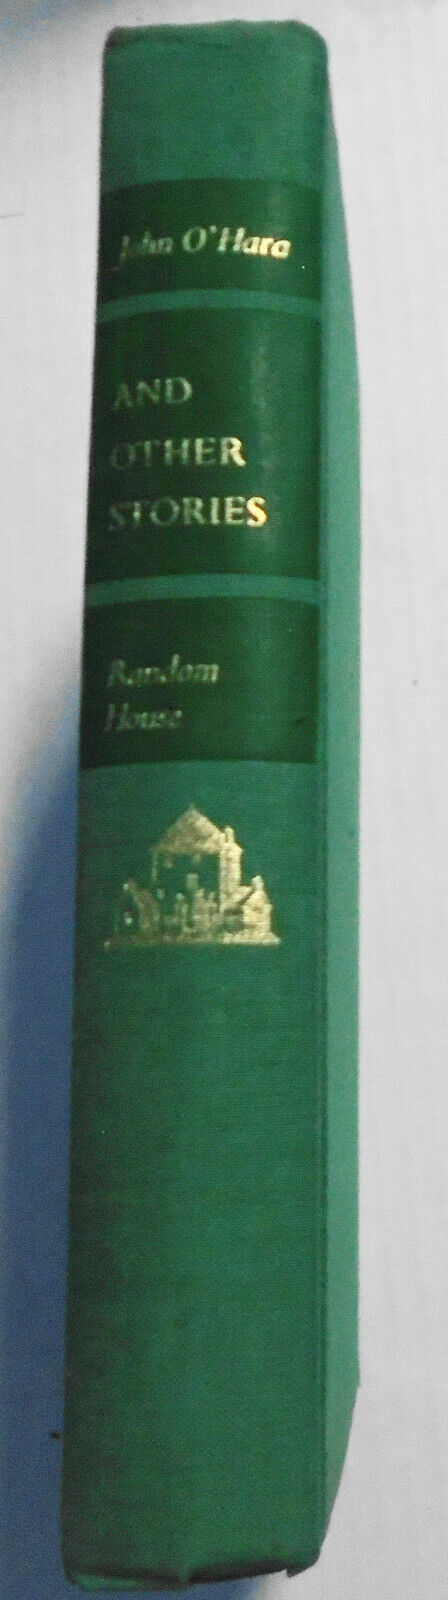 John O'Hara
AND
OTHER
STORIES
Random
House